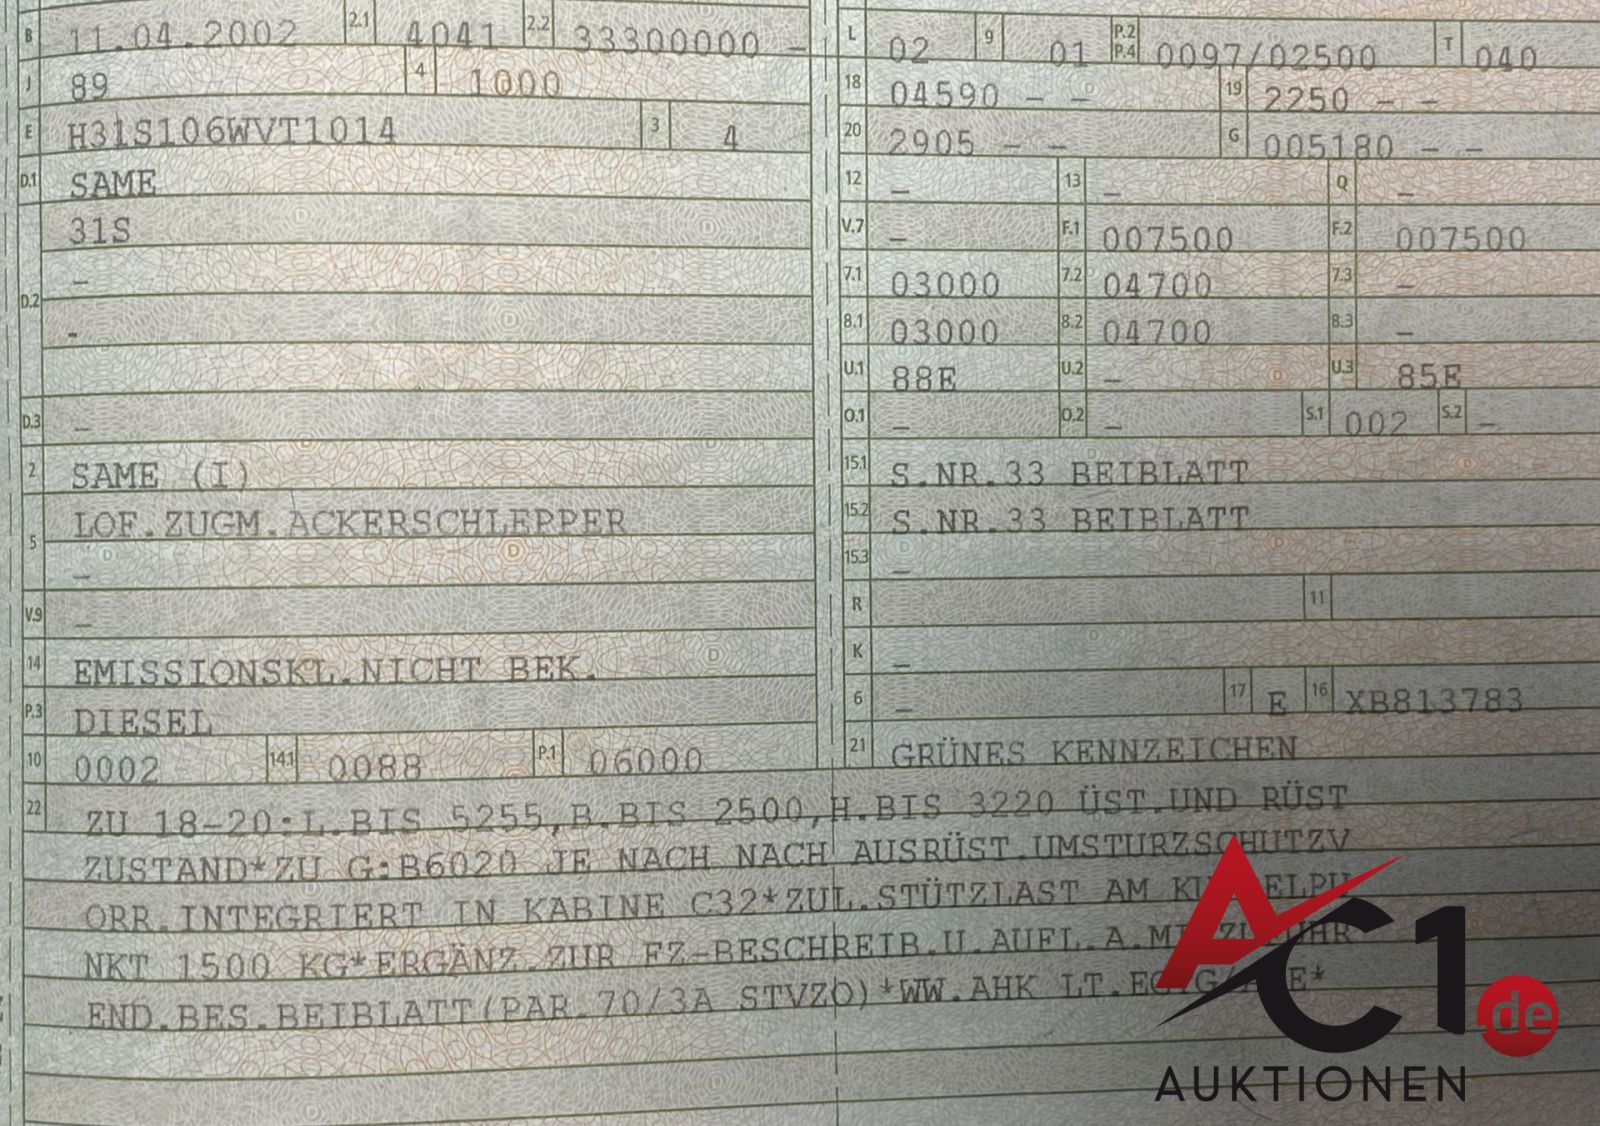 B 11.04.2002 2.1 4041 2.2 33300000 -
J 89 4 1000
E H31S106WVT1014 3 4
D.1 SAME
31S
-
D.2
-
D.3 -
2 SAME (I)
LOF.ZUGM.ACKERSCHLEPPER
5
-
V.9 -
14 EMISSIONSKL.NICHT BEK.
P.3 DIESEL
10 0002 14.1 0088 P.1 06000
L 02 9 01 P.2 P.4 0097/02500 T 040
18 04590 - - 19 2250 - -
20 2905 - - G 005180 - -
12 - 13 - Q -
V.7 - F.1 007500 F.2 007500
7.1 03000 7.2 04700 7.3 -
8.1 03000 8.2 04700 8.3 -
U.1 88E U.2 - U.3 85E
O.1 - O.2 - S.1 002 S.2 -
15.1 S.NR.33 BEIBLATT
15.2 S.NR.33 BEIBLATT
15.3 -
R 11
K -
6 - 17 E 16 XB813783
21 GRÜNES KENNZEICHEN
22 ZU 18-20:L.BIS 5255,B.BIS 2500,H.BIS 3220 ÜST.UND RÜST
ZUSTAND*ZU G:B6020 JE NACH NACH AUSRÜST.UMSTURZSCHUTZV
ORR.INTEGRIERT IN KABINE C32*ZUL.STÜTZLAST AM
NKT 1500 KG*ERGÄNZ.ZUR FZ-BESCHREIB.U.AUFL.A.
END.BES.BEIBLATT(PAR.70/3A STVZO)*WW.AHK LT.
AC1.de
AUKTIONEN